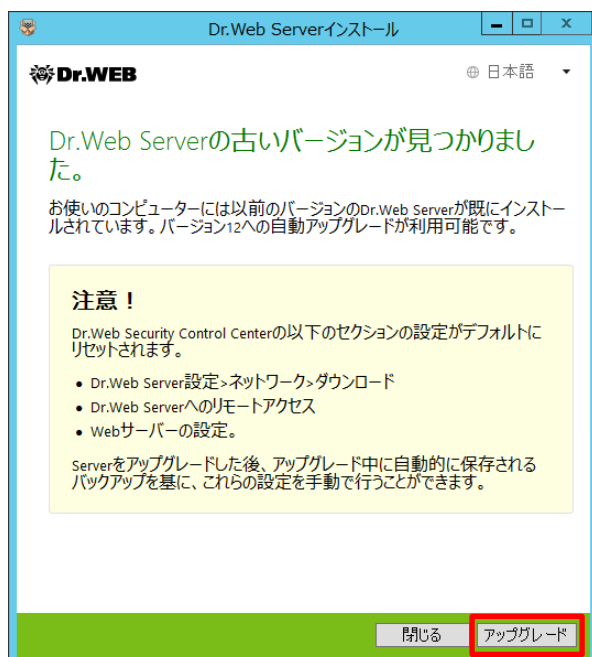 Dr.Web Serverインストール
Dr.WEB
日本語
Dr.Web Serverの古いバージョンが見つかりまし
た。
お使いのコンピューターには以前のバージョンのDr.Web Serverが既にインストー
ルされています。バージョン12への自動アップグレードが利用可能です。
注意！
Dr.Web Security Control Centerの以下のセクションの設定がデフォルトに
リセットされます。
• Dr.Web Server設定>ネットワーク>ダウンロード
• Dr.Web Serverへのリモートアクセス
• Webサーバーの設定。
Serverをアップグレードした後、アップグレード中に自動的に保存される
バックアップを基に、これらの設定を手動で行うことができます。
閉じる
アップグレード